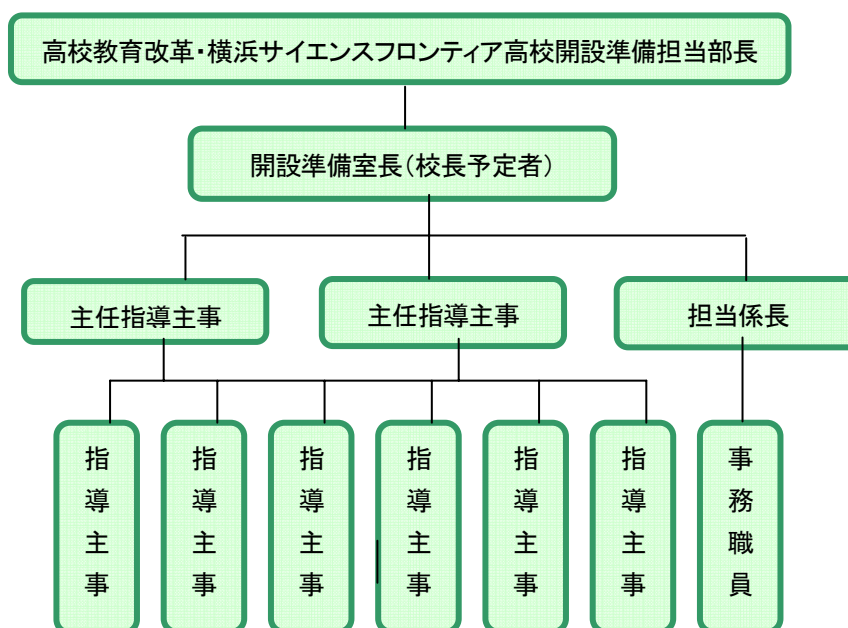 高校教育改革・横浜サイエンスフロンティア高校開設準備担当部長
開設準備室長(校長予定者)
主任指導主事
主任指導主事
担当係長
指導主事
指導主事
指導主事
指導主事
指導主事
指導主事
事務職員